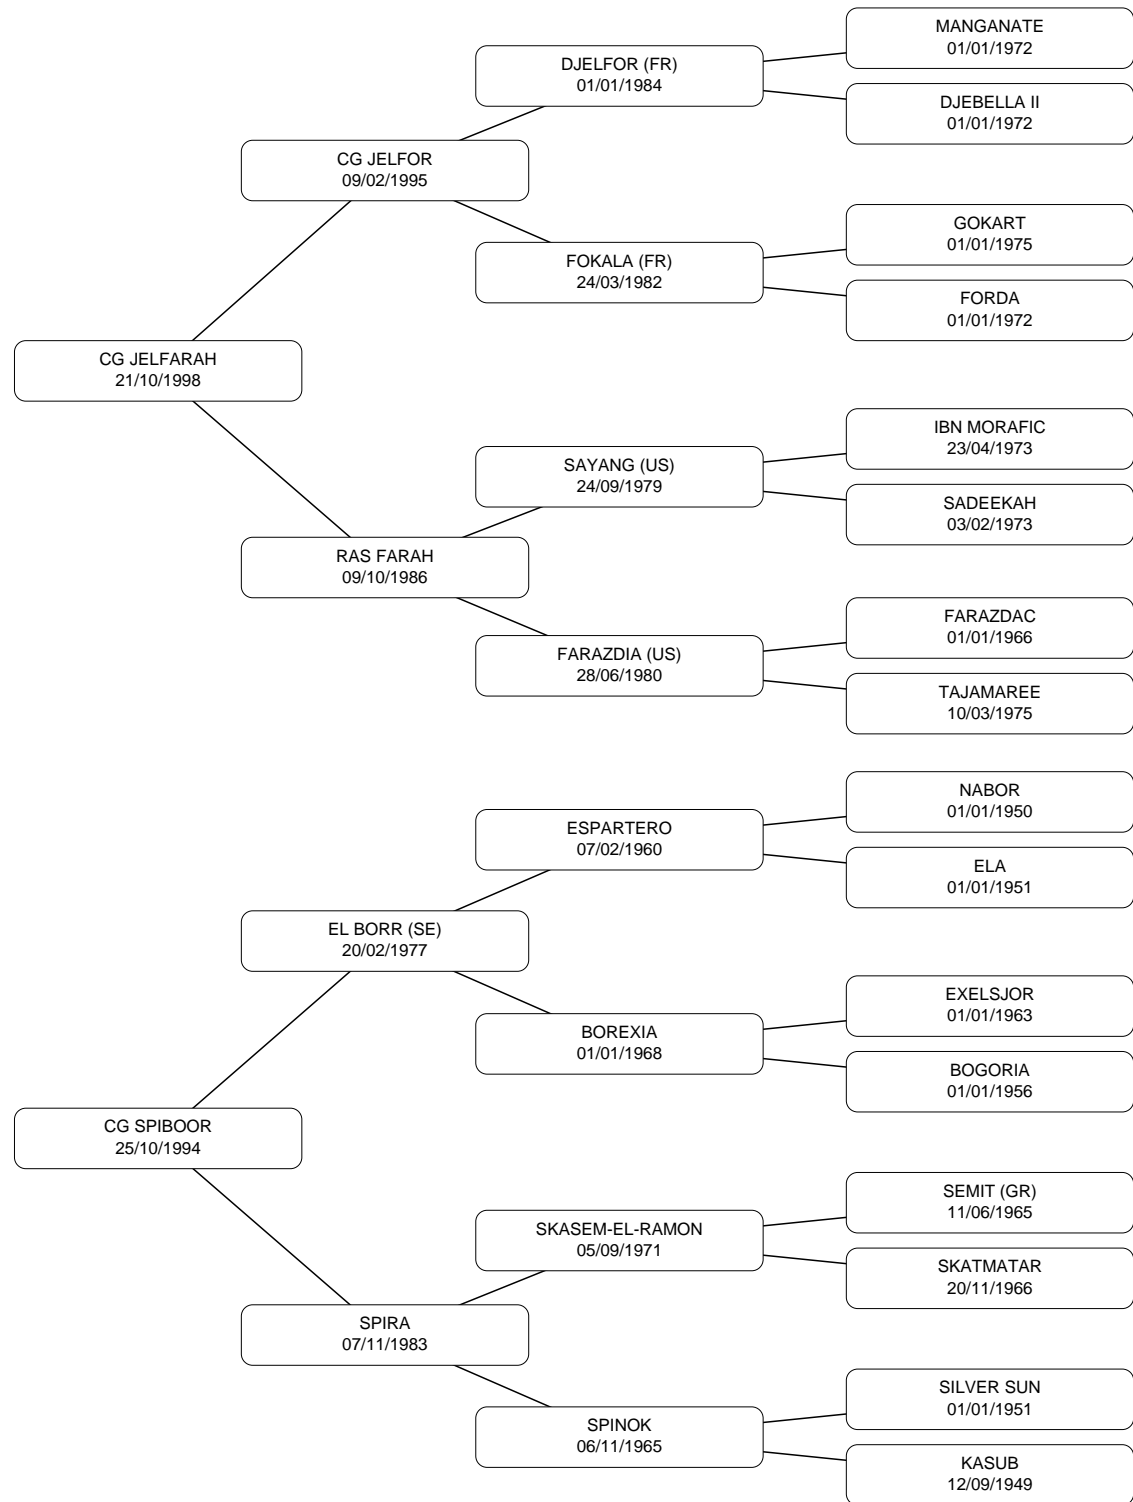 MANGANATE
01/01/1972
DJELFOR (FR)
01/01/1984
DJEBELLA II
01/01/1972
CG JELFOR
09/02/1995
GOKART
01/01/1975
FOKALA (FR)
24/03/1982
FORDA
01/01/1972
CG JELFARAH
21/10/1998
IBN MORAFIC
23/04/1973
SAYANG (US)
24/09/1979
SADEEKAH
03/02/1973
RAS FARAH
09/10/1986
FARAZDAC
01/01/1966
FARAZDIA (US)
28/06/1980
TAJAMAREE
10/03/1975
NABOR
01/01/1950
ESPARTERO
07/02/1960
ELA
01/01/1951
EL BORR (SE)
20/02/1977
EXELSJOR
01/01/1963
BOREXIA
01/01/1968
BOGORIA
01/01/1956
CG SPIBOOR
25/10/1994
SEMIT (GR)
11/06/1965
SKASEM-EL-RAMON
05/09/1971
SKATMATAR
20/11/1966
SPIRA
07/11/1983
SILVER SUN
01/01/1951
SPINOK
06/11/1965
KASUB
12/09/1949